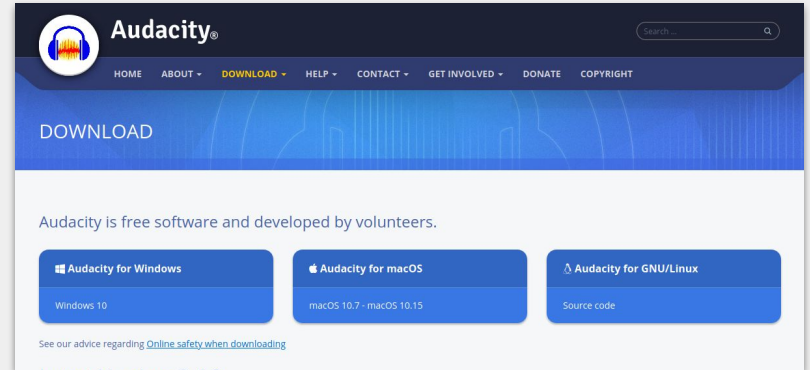 Audacity®
Search ...
HOME ABOUT DOWNLOAD HELP CONTACT GET INVOLVED DONATE COPYRIGHT
DOWNLOAD
Audacity is free software and developed by volunteers.
Audacity for Windows
Windows 10
Audacity for macOS
macOS 10.7 - macOS 10.15
Audacity for GNU/Linux
Source code
See our advice regarding Online safety when downloading